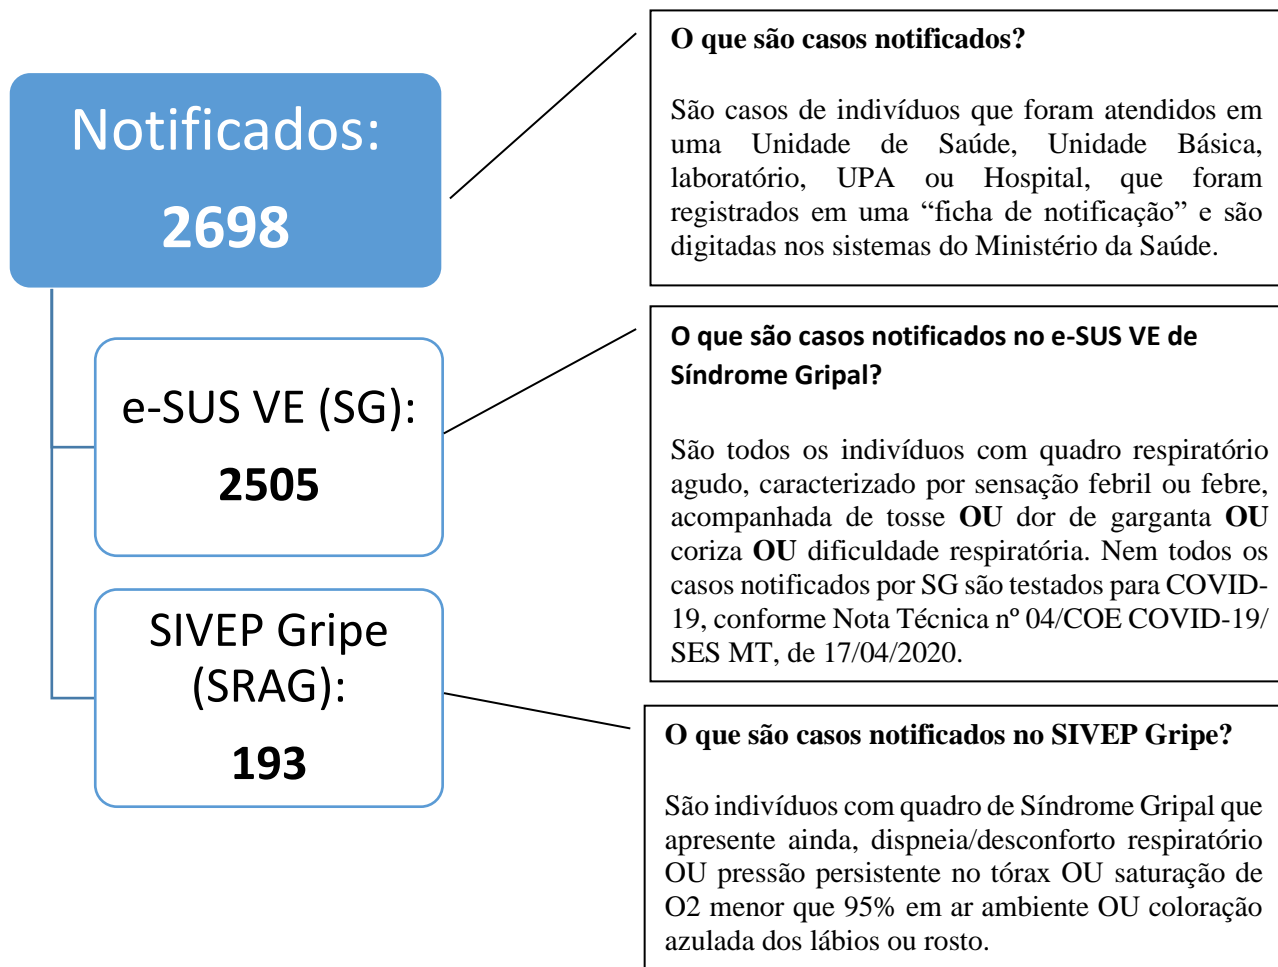 Notificados:
2698
O que são casos notificados?
São casos de indivíduos que foram atendidos em
uma Unidade de Saúde, Unidade Básica,
laboratório, UPA ou Hospital, que foram
registrados em uma “ficha de notificação” e são
digitadas nos sistemas do Ministério da Saúde.
e-SUS VE (SG):
2505
O que são casos notificados no e-SUS VE de
Síndrome Gripal?
São todos os indivíduos com quadro respiratório
agudo, caracterizado por sensação febril ou febre,
acompanhada de tosse OU dor de garganta OU
coriza OU dificuldade respiratória. Nem todos os
casos notificados por SG são testados para COVID-
19, conforme Nota Técnica nº 04/COE COVID-19/
SES MT, de 17/04/2020.
SIVEP Gripe
(SRAG):
193
O que são casos notificados no SIVEP Gripe?
São indivíduos com quadro de Síndrome Gripal que
apresente ainda, dispneia/desconforto respiratório
OU pressão persistente no tórax OU saturação de
O2 menor que 95% em ar ambiente OU coloração
azulada dos lábios ou rosto.